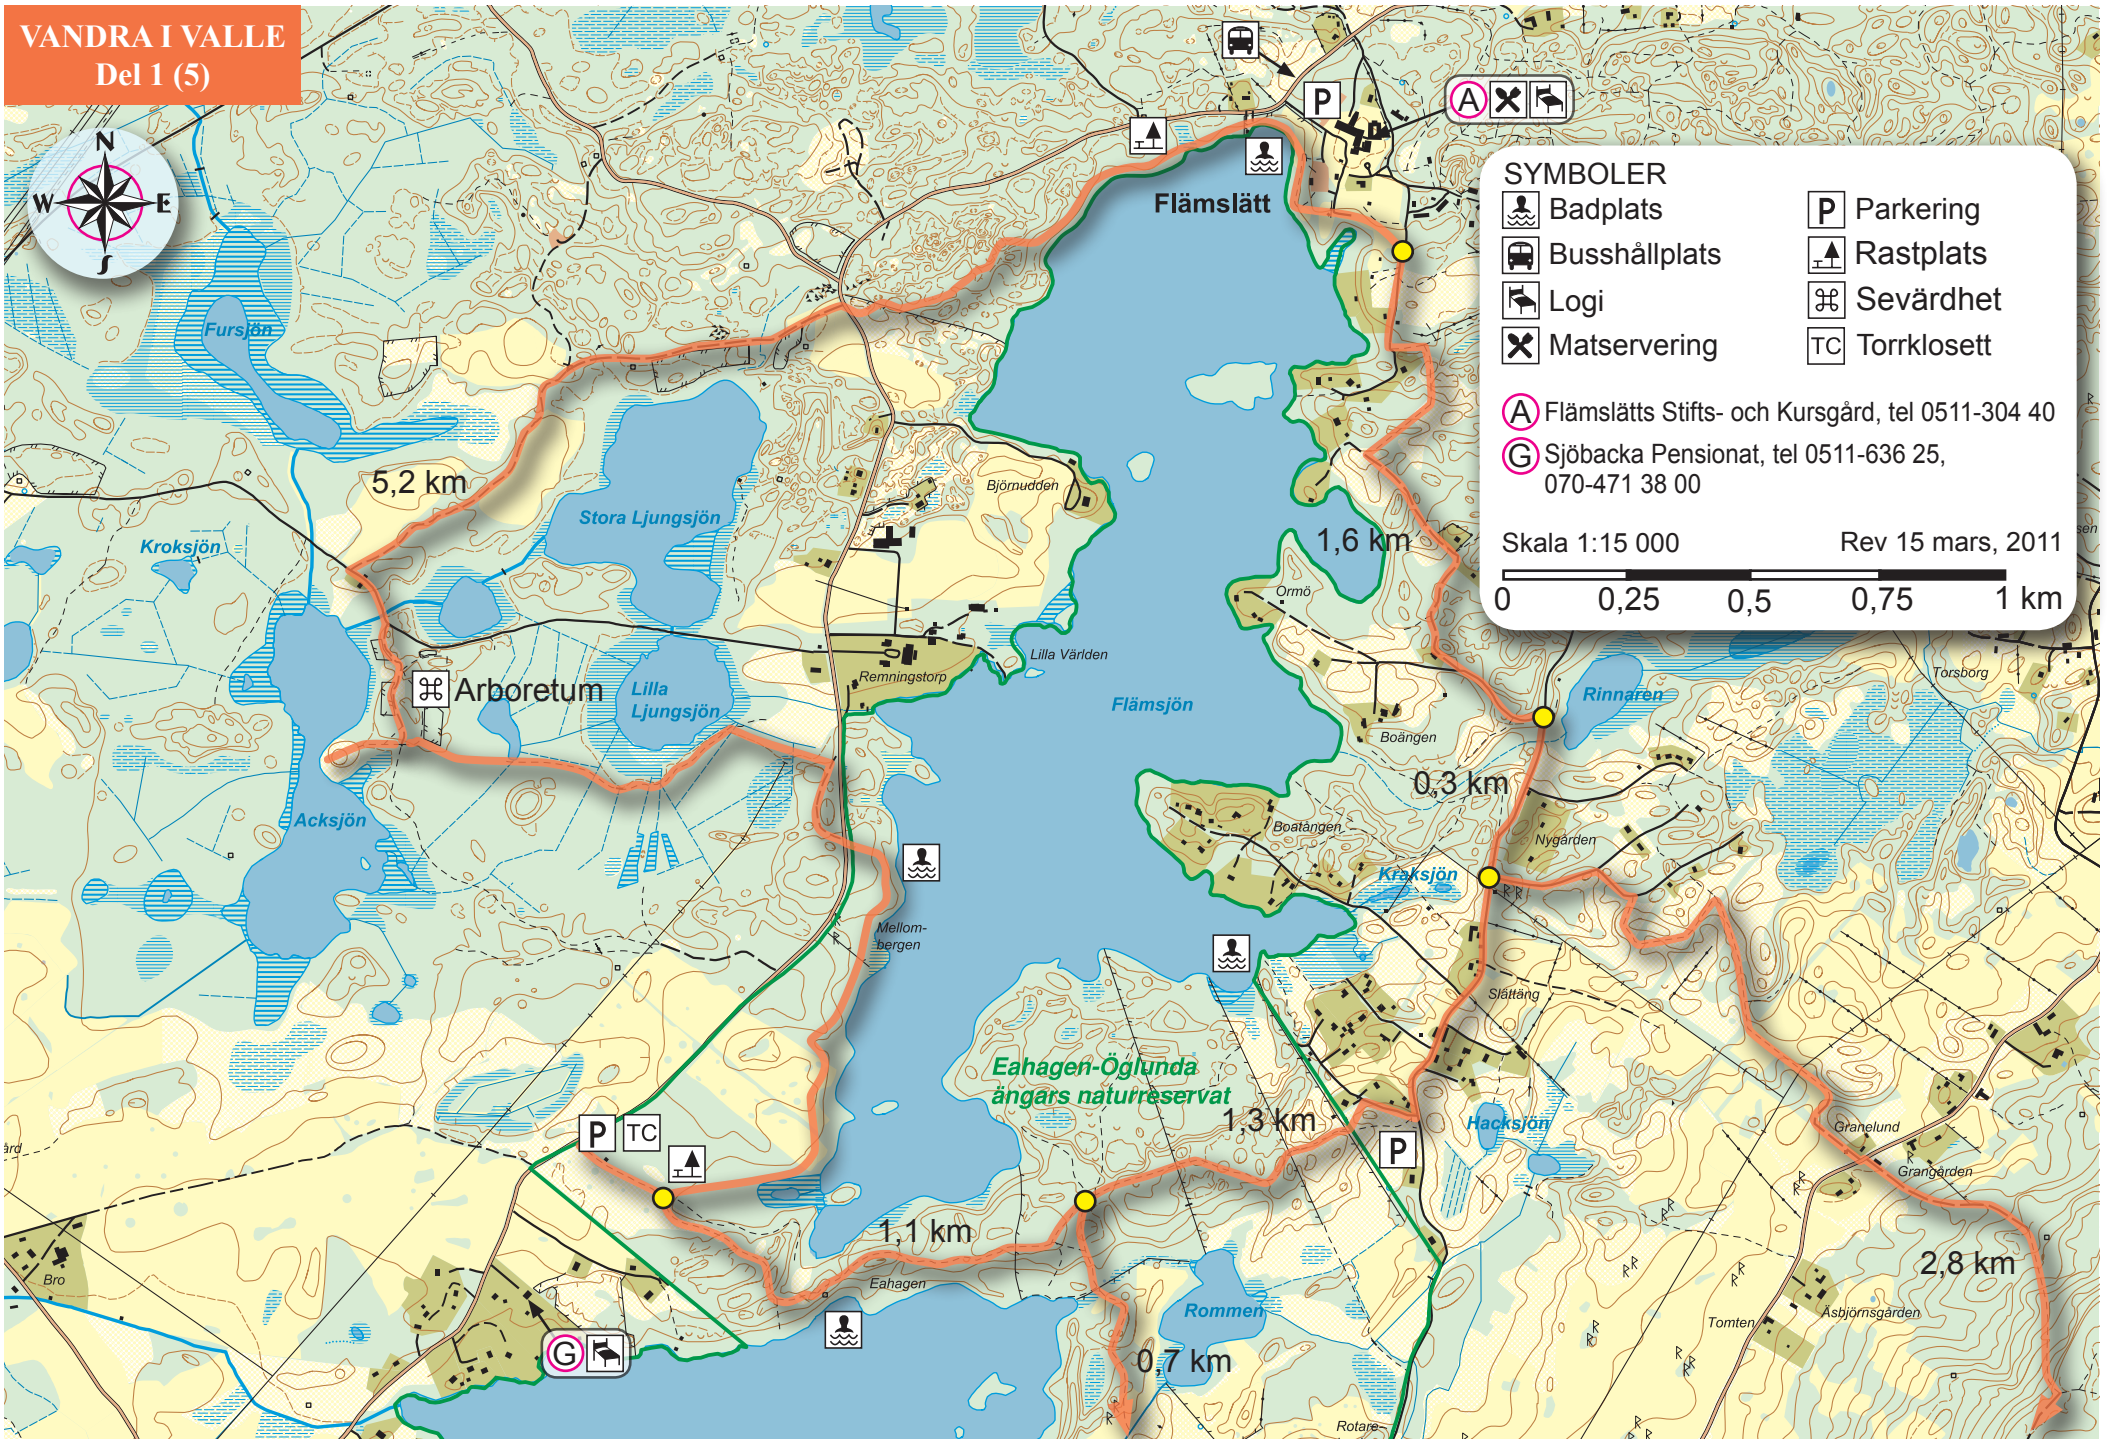 VANDRA I VALLE
Del 1 (5)
N
W
E
S
P
A
Flämslätt
SYMBOLER
Badplats
P Parkering
Busshållplats
Rastplats
Logi
Sevärdhet
Matservering
TC Torrklosett
A Flämslätts Stifts- och Kursgård, tel 0511-304 40
G Sjöbacka Pensionat, tel 0511-636 25,
070-471 38 00
Skala 1:15 000
Rev 15 mars, 2011
0
0,25
0,5
0,75
1 km
Fursjön
5,2 km
Björnudden
Stora Ljungsjön
Kroksjön
1,6 km
Ormö
Lilla Världen
Remningstorp
Arboretum
Lilla
Ljungsjön
Flämsjön
Rinnaren
Torsborg
Boängen
0,3 km
Acksjön
Boatången
Nygården
Kraksjön
Mellom-
bergen
Slättäng
Eahagen-Öglunda
ängars naturreservat
1,3 km
Hacksjön
P
TC
P
Granelund
Grangården
ård
1,1 km
Eahagen
2,8 km
Bro
Rommen
Äsbjörnsgården
Tomten
G
0,7 km
Rotare-